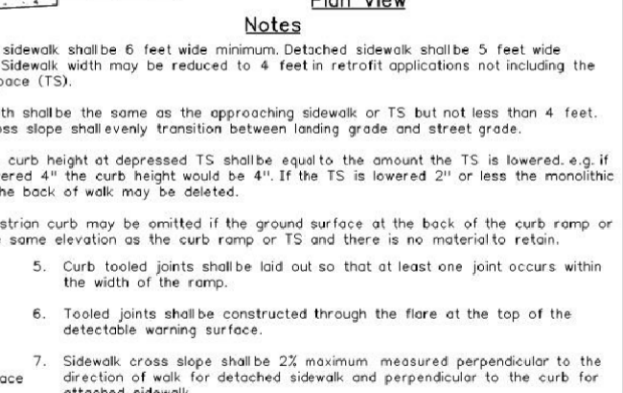 Plan View
Notes
sidewalk shall be 6 feet wide minimum. Detached sidewalk shall be 5 feet wide
Sidewalk width may be reduced to 4 feet in retrofit applications not including the
pace (TS).
th shall be the same as the approaching sidewalk or TS but not less than 4 feet.
ss slope shall evenly transition between landing grade and street grade.
curb height at depressed TS shall be equal to the amount the TS is lowered. e.g. if
ered 4" the curb height would be 4". If the TS is lowered 2" or less the monolithic
he back of walk may be deleted.
strian curb may be omitted if the ground surface at the back of the curb ramp or
same elevation as the curb ramp or TS and there is no material to retain.
5. Curb tooled joints shall be laid out so that at least one joint occurs within
the width of the ramp.
6. Tooled joints shall be constructed through the flare at the top of the
detectable warning surface.
7. Sidewalk cross slope shall be 2% maximum measured perpendicular to the
ace direction of walk for detached sidewalk and perpendicular to the curb for
attached sidewalk